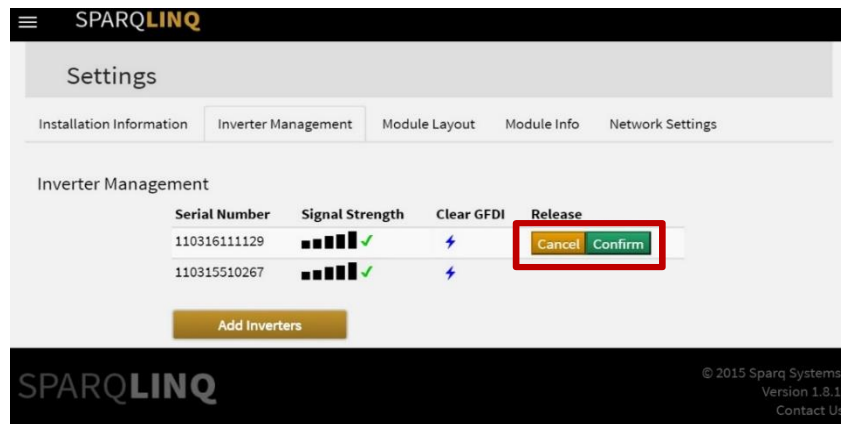 SPARQLINQ
Settings
Installation Information Inverter Management Module Layout Module Info Network Settings
Inverter Management
Serial Number Signal Strength Clear GFDI Release
110316111129 Cancel Confirm
110315510267
Add Inverters
SPARQLINQ
© 2015 Sparq Systems
Version 1.8.1
Contact Us